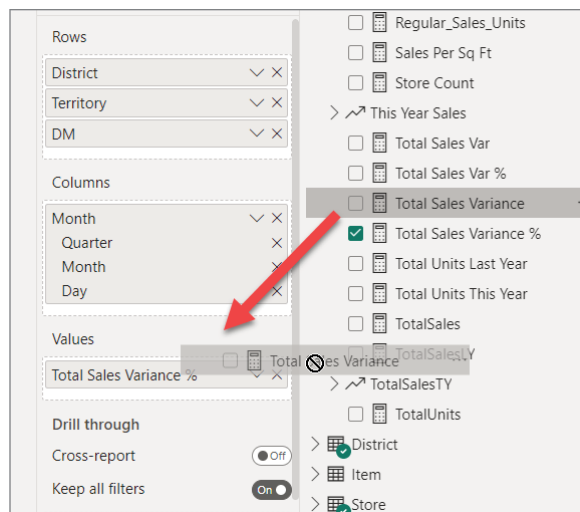 Rows
District
Territory
DM
Columns
Month
Quarter
Month
Day
Values
Total Sales Variance %
Drill through
Cross-report
Off
Keep all filters
On
Regular_Sales_Units
Sales Per Sq Ft
Store Count
This Year Sales
Total Sales Var
Total Sales Var %
Total Sales Variance
Total Sales Variance %
Total Units Last Year
Total Units This Year
TotalSales
TotalSalesLY
Total Sales Variance
TotalSalesTY
TotalUnits
District
Item
Store